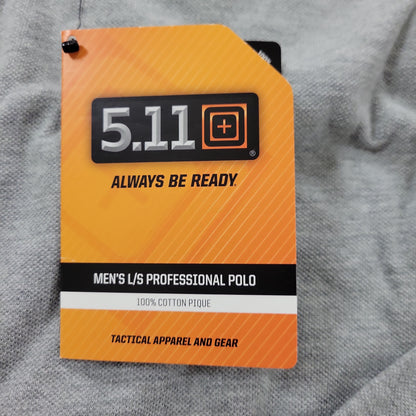 5.11
®
ALWAYS BE READY
MEN'S L/S PROFESSIONAL POLO
100% COTTON PIQUE
TACTICAL APPAREL AND GEAR